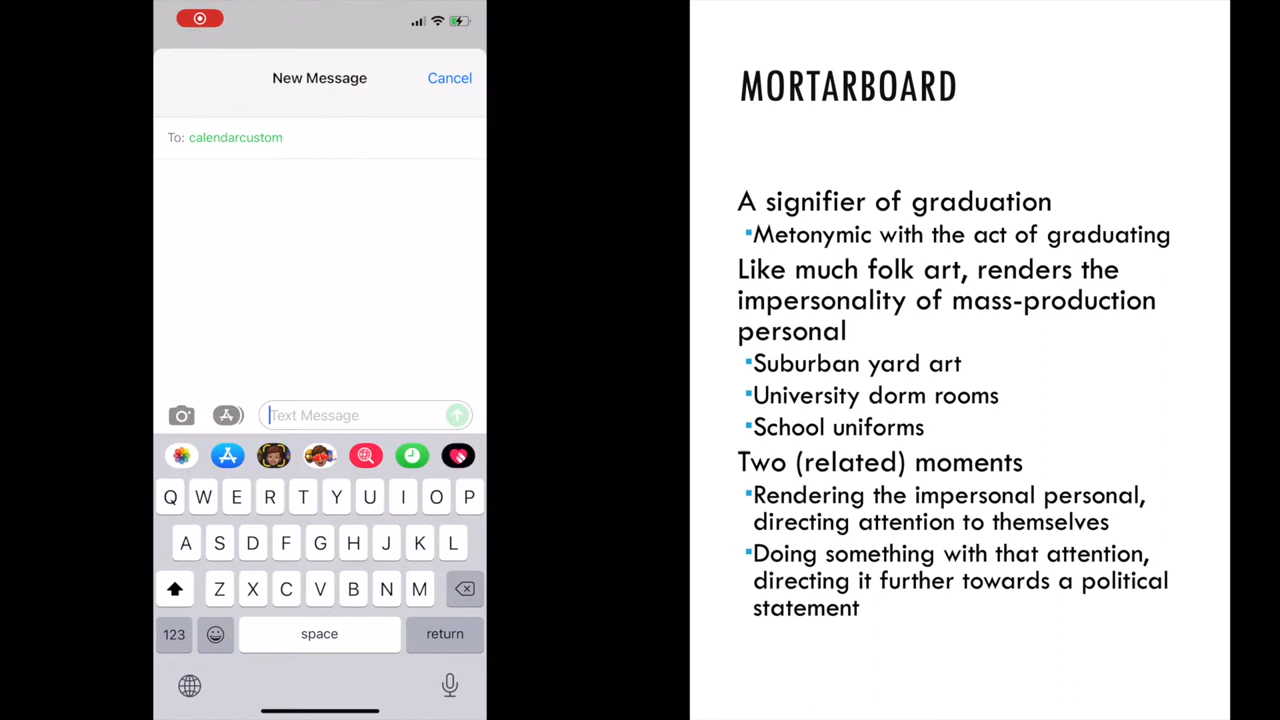 New Message
Cancel
To: calendarcustom
Text Message
Q W E R T Y U I O P
A S D F G H J K L
Z X C V B N M
123
space
return
MORTARBOARD
A signifier of graduation
▪Metonymic with the act of graduating
Like much folk art, renders the
impersonality of mass-production
personal
▪Suburban yard art
▪University dorm rooms
▪School uniforms
Two (related) moments
▪Rendering the impersonal personal,
directing attention to themselves
▪Doing something with that attention,
directing it further towards a political
statement